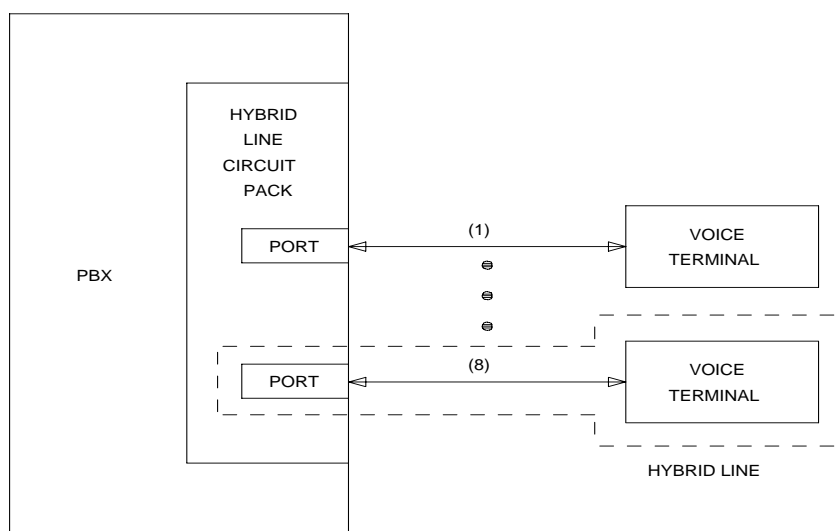 HYBRID
LINE
CIRCUIT
PACK
PORT
(1)
VOICE
TERMINAL
PBX
PORT
(8)
VOICE
TERMINAL
HYBRID LINE